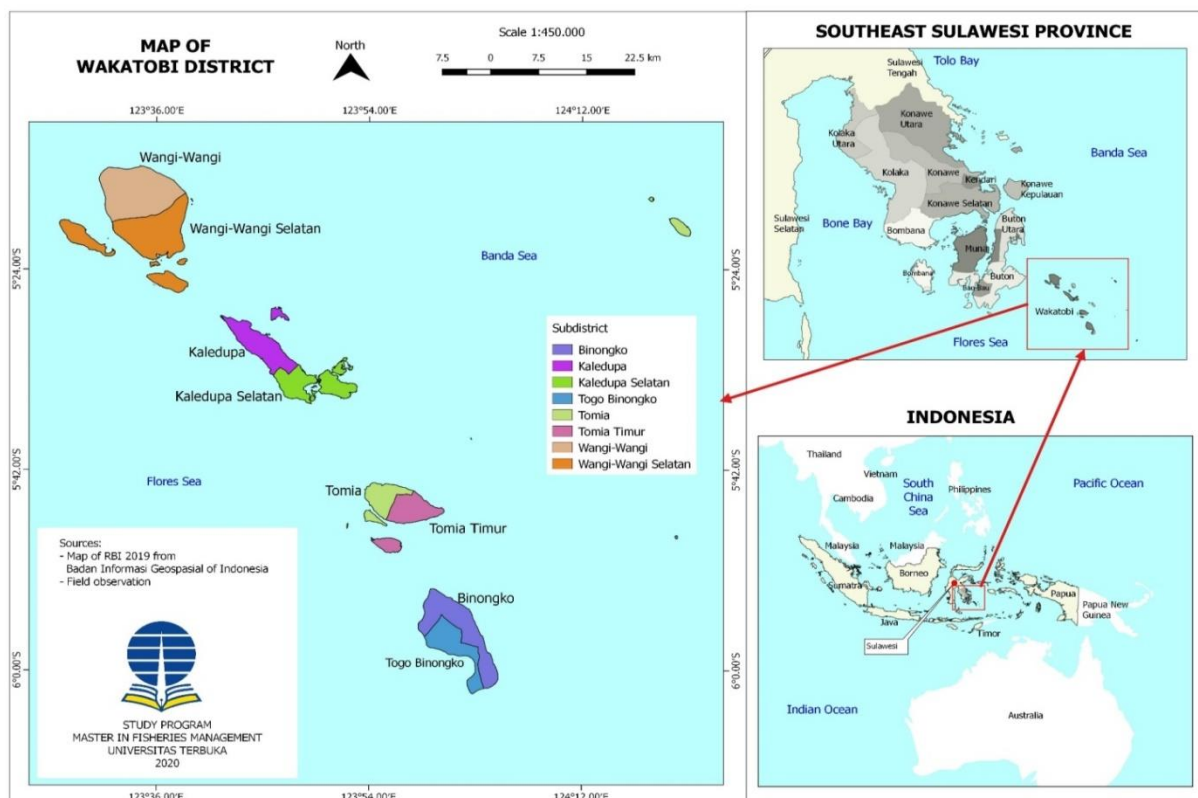 MAP OF
WAKATOBI DISTRICT
North
Scale 1:450.000
7.5 0 7.5 15 22.5 km
123°36.00'E 123°54.00'E 124°12.00'E
Wangi-Wangi
Wangi-Wangi Selatan
Banda Sea
5°24.00'S
5°24.00'S
Kaledupa
Kaledupa Selatan
Subdistrict
Binongko
Kaledupa
Kaledupa Selatan
Togo Binongko
Tomia
Tomia Timur
Wangi-Wangi
Wangi-Wangi Selatan
5°42.00'S
5°42.00'S
Flores Sea
Tomia
Tomia Timur
Binongko
Togo Binongko
6°0.00'S
6°0.00'S
Sources:
- Map of RBI 2019 from
Badan Informasi Geospasial of Indonesia
- Field observation
STUDY PROGRAM
MASTER IN FISHERIES MANAGEMENT
UNIVERSITAS TERBUKA
2020
123°36.00'E 123°54.00'E 124°12.00'E
SOUTHEAST SULAWESI PROVINCE
Sulawesi
Tengah
Tolo Bay
Konawe
Utara
Kolaka
Utara
Banda Sea
Kolaka
Konawe
Kendari
Konawe
Kepulauan
Konawe Selatan
Sulawesi
Selatan
Bone Bay
Bombana
Buton
Utara
Muna
Bombana
Buton
Bau Bau
Wakatobi
Flores Sea
INDONESIA
Thailand
Vietnam
Cambodia
South
China
Sea
Philippines
Pacific Ocean
Malaysia
Malaysia
Sumatra
Borneo
Papua
Papua New
Guinea
Java
Timor
Sulawesi
Indian Ocean
Australia